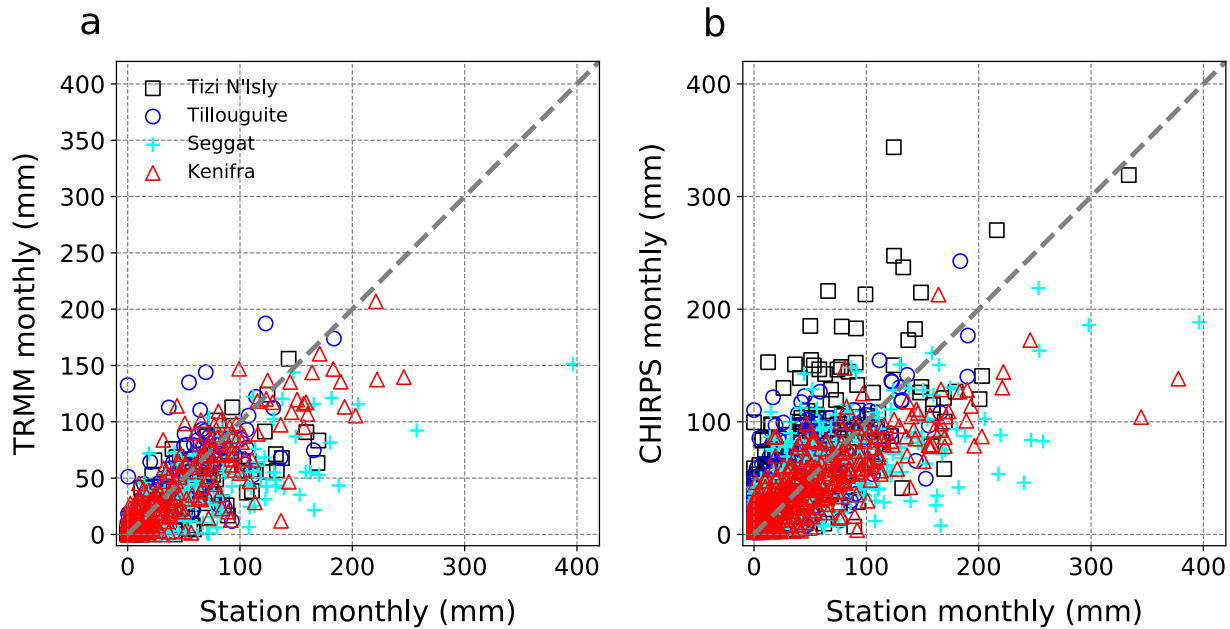 a
b
TRMM monthly (mm)
400
350
300
250
200
150
100
50
0
Tizi N'Isly
Tillouguite
Seggat
Kenifra
0
100
200
300
400
Station monthly (mm)
CHIRPS monthly (mm)
400
300
200
100
0
0
100
200
300
400
Station monthly (mm)